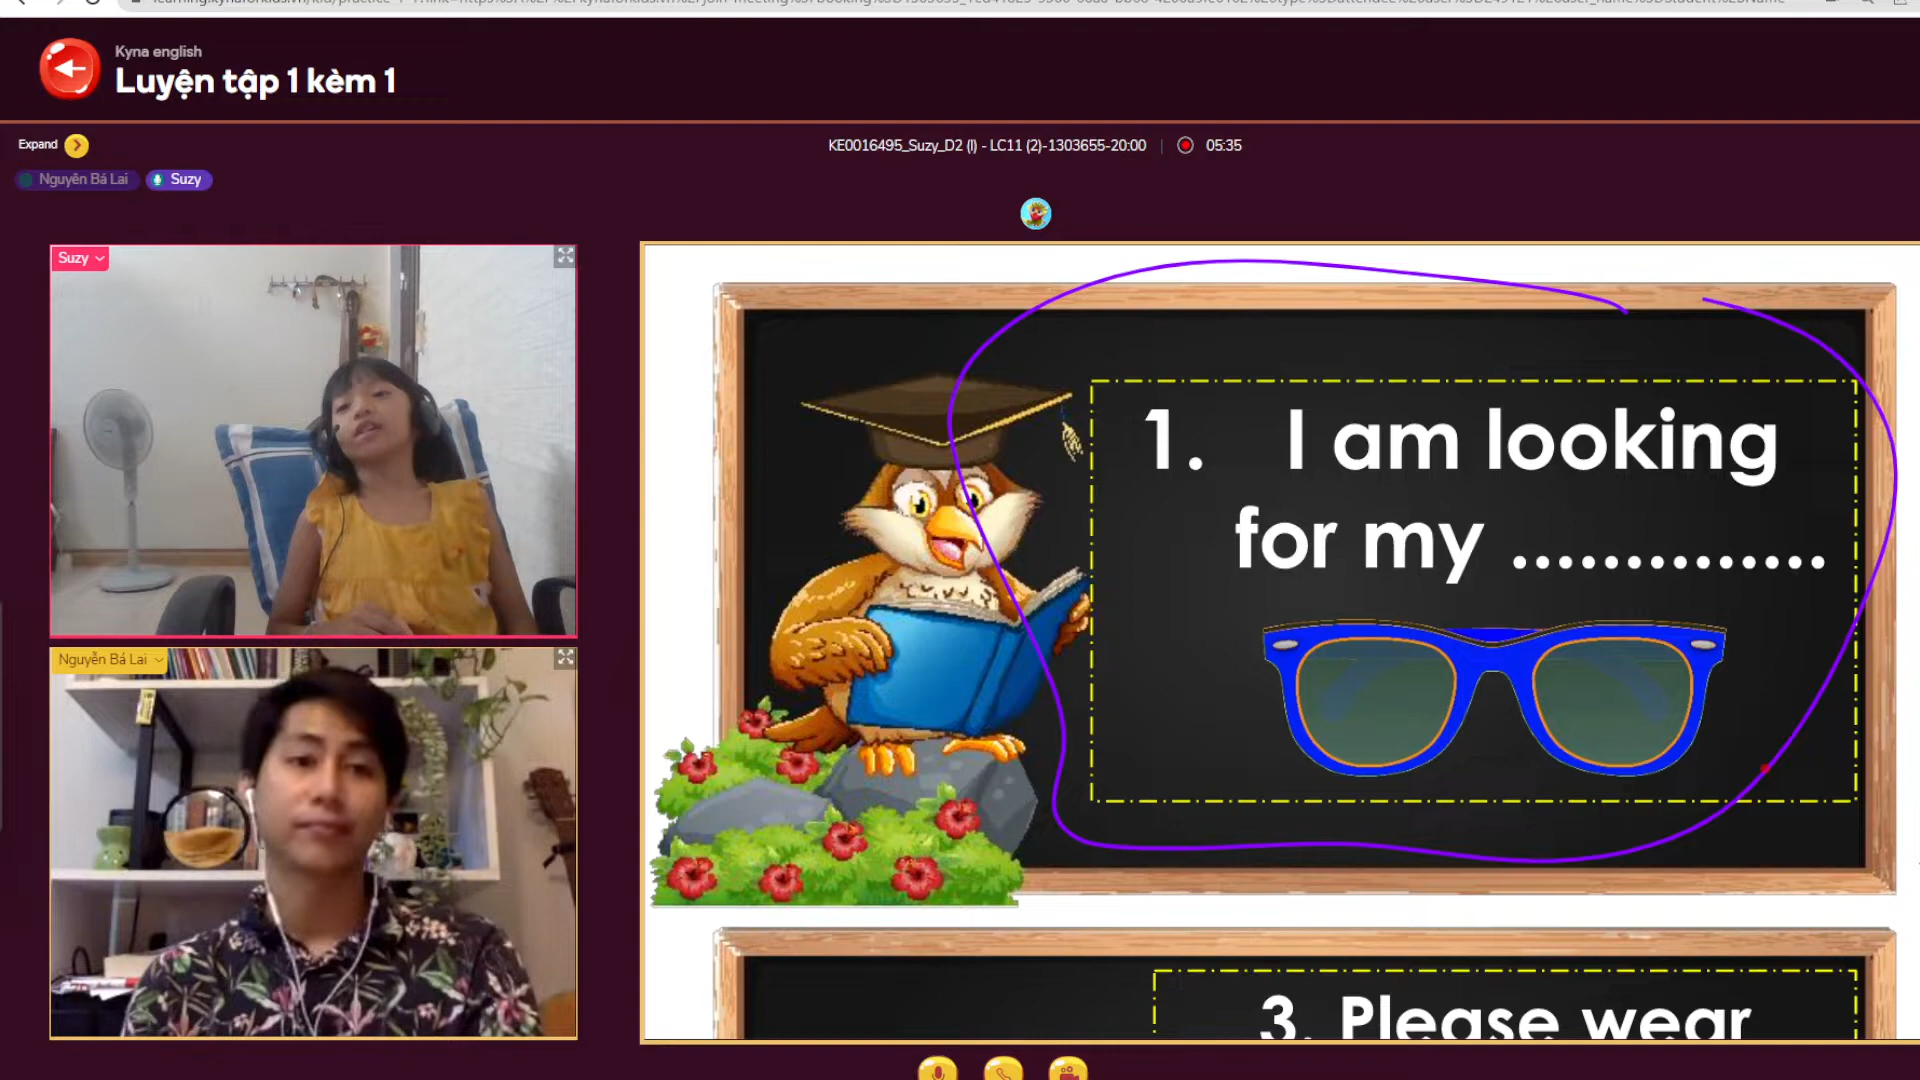 Kyna english
Luyện tập 1 kèm 1
Expand
KE0016495_Suzy_D2 (I) - LC11 (2)-1303655-20:00 | 05:35
Nguyễn Bá Lai
Suzy
Suzy
Nguyễn Bá Lai
1. I am looking
for my ..............
3. Please wear